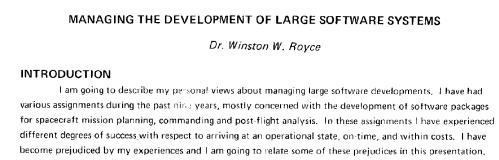 MANAGING THE DEVELOPMENT OF LARGE SOFTWARE SYSTEMS
Dr. Winston W. Royce
INTRODUCTION
I am going to describe my personal views about managing large software developments. I have had
various assignments during the past nine years, mostly concerned with the development of software packages
for spacecraft mission planning, commanding and post-flight analysis. In these assignments I have experienced
different degrees of success with respect to arriving at an operational state, on-time, and within costs. I have
become prejudiced by my experiences and I am going to relate some of these prejudices in this presentation.